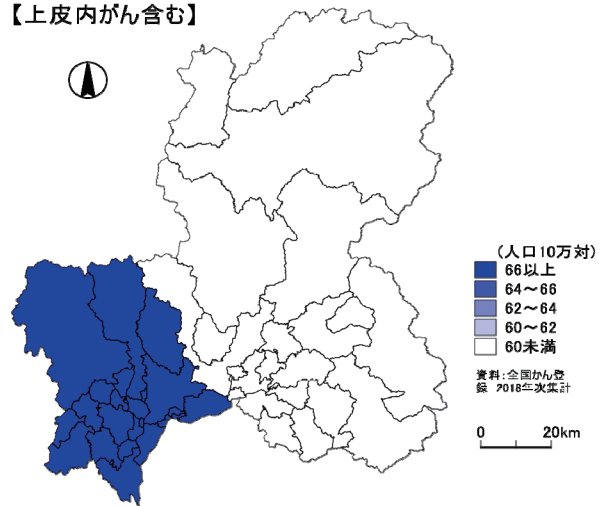 【上皮内がん含む】
(人口10万対)
66以上
64～66
62～64
60～62
60未満
資料:全国がん登
録 2018年次集計
0 20km